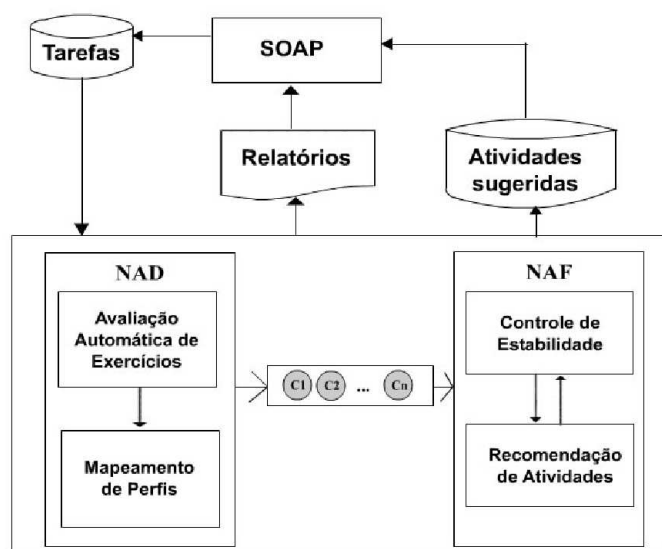 Tarefas
SOAP
Relatórios
Atividades
sugeridas
NAD
Avaliação
Automática de
Exercícios
Mapeamento
de Perfis
C1 C2 ... Cn
NAF
Controle de
Estabilidade
Recomendação
de Atividades